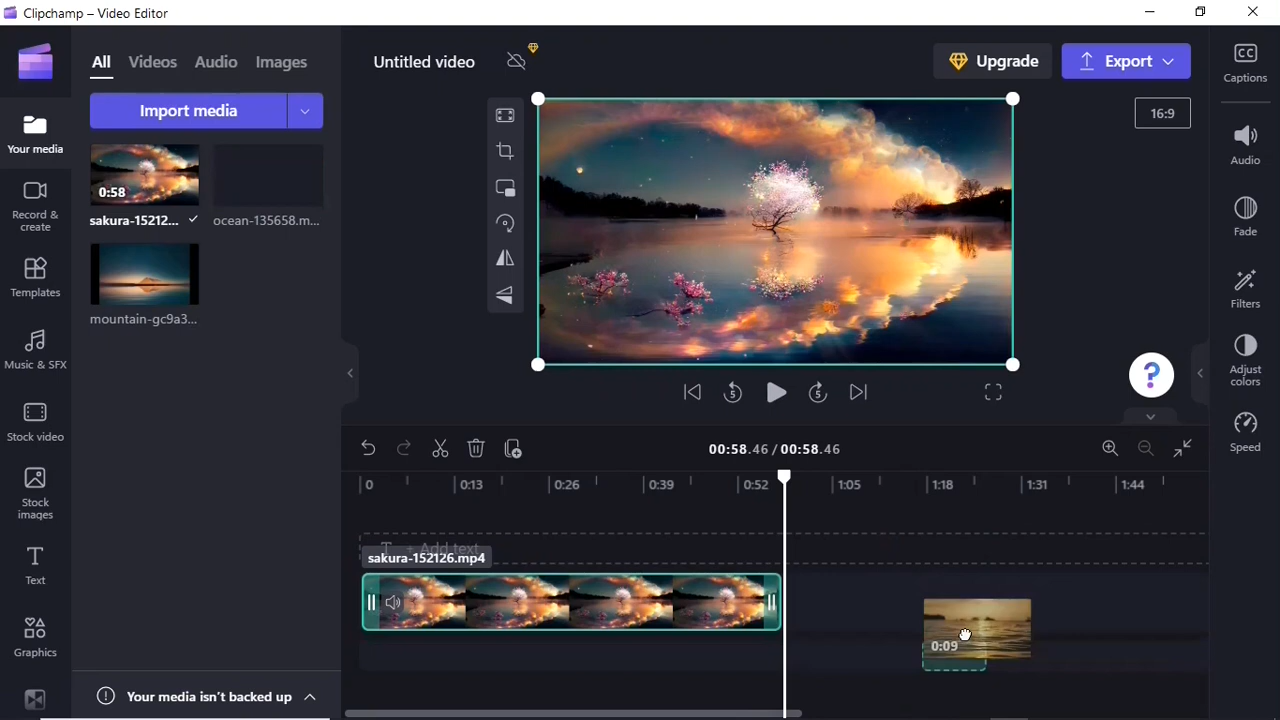 Clipchamp – Video Editor
All Videos Audio Images
Untitled video
Upgrade
Export
Captions
Import media
16:9
Your media
0:58
sakura-15212...
ocean-135658.m...
Audio
Record &
create
Fade
Templates
mountain-gc9a3...
Filters
Music & SFX
?
Adjust
colors
5
5
Stock video
00:58.46 / 00:58.46
Speed
0 0:13 0:26 0:39 0:52 1:05 1:18 1:31 1:44
Stock
images
T + Add text
sakura-152126.mp4
Text
0:09
Graphics
Your media isn't backed up